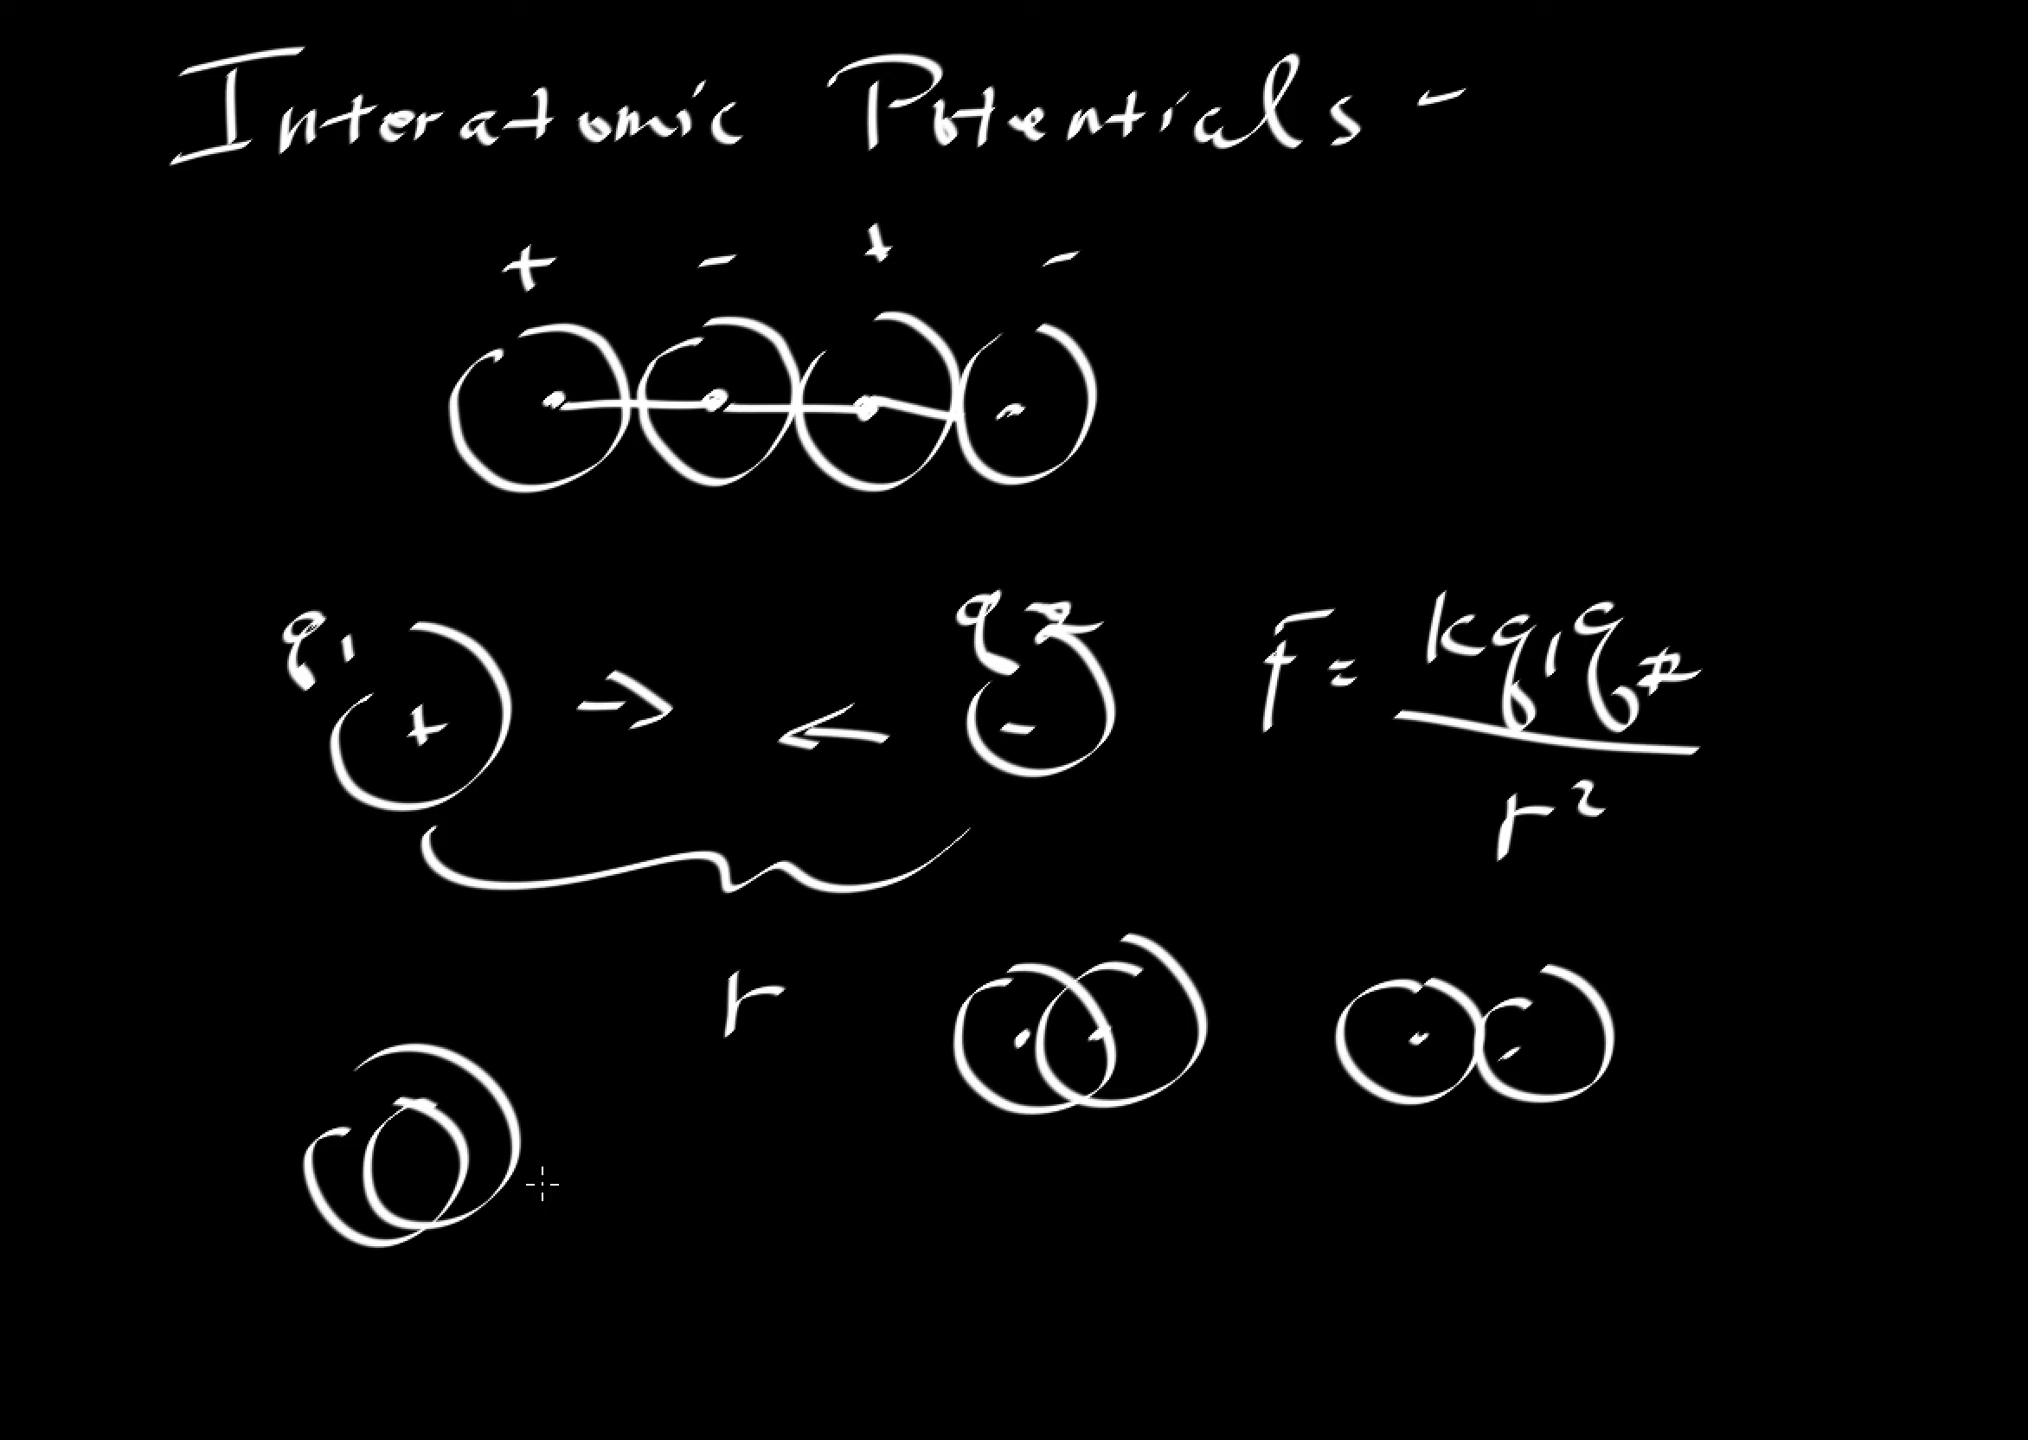 Interatomic Potentials -
+ - + -
q1 + → ← q2 - F = kq1q2
r²
r